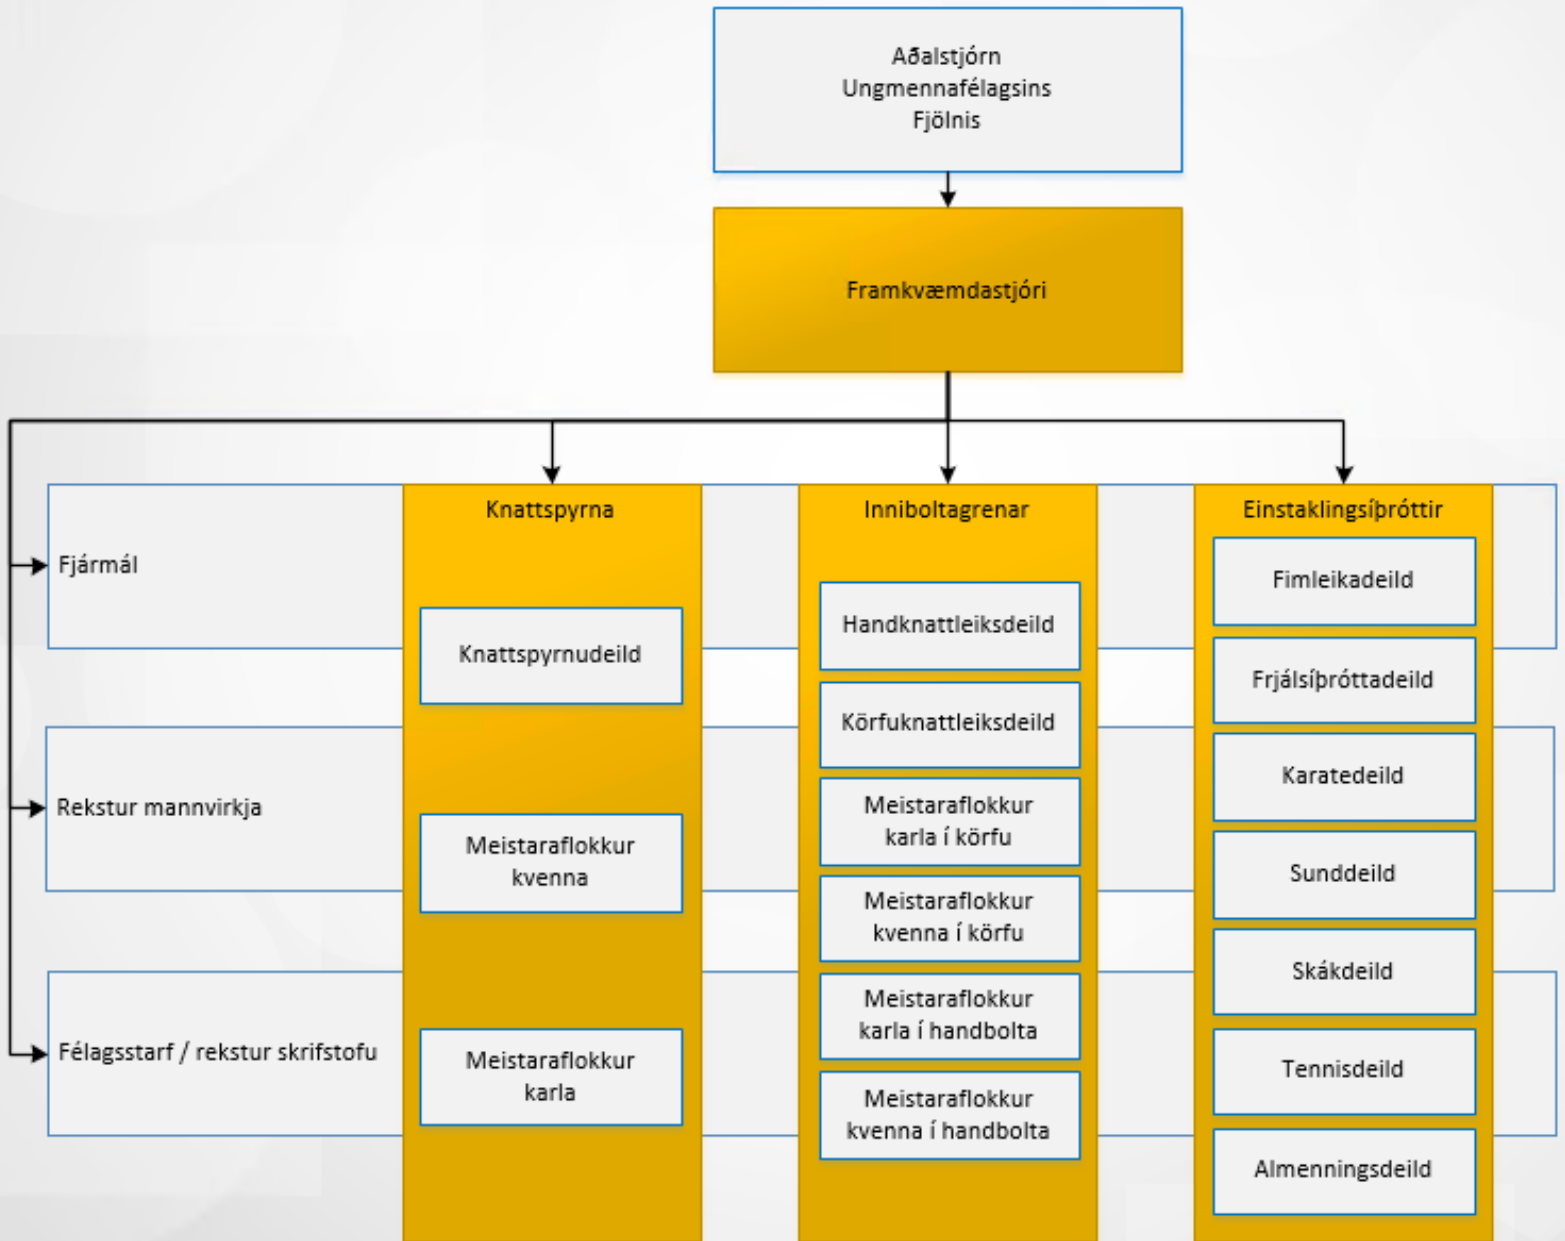 Aðalstjórn
Ungmennafélagsins
Fjölnis
Framkvæmdastjóri
Fjármál
Rekstur mannvirkja
Félagsstarf / rekstur skrifstofu
Knattspyrna
Knattspyrnudeild
Meistaraflokkur
kvenna
Meistaraflokkur
karla
Inniboltagrenar
Handknattleiksdeild
Körfuknattleiksdeild
Meistaraflokkur
karla í körfu
Meistaraflokkur
kvenna í körfu
Meistaraflokkur
karla í handbolta
Meistaraflokkur
kvenna í handbolta
Einstaklingsíþróttir
Fimleikadeild
Frjálsíþróttadeild
Karatedeild
Sunddeild
Skákdeild
Tennisdeild
Almenningsdeild